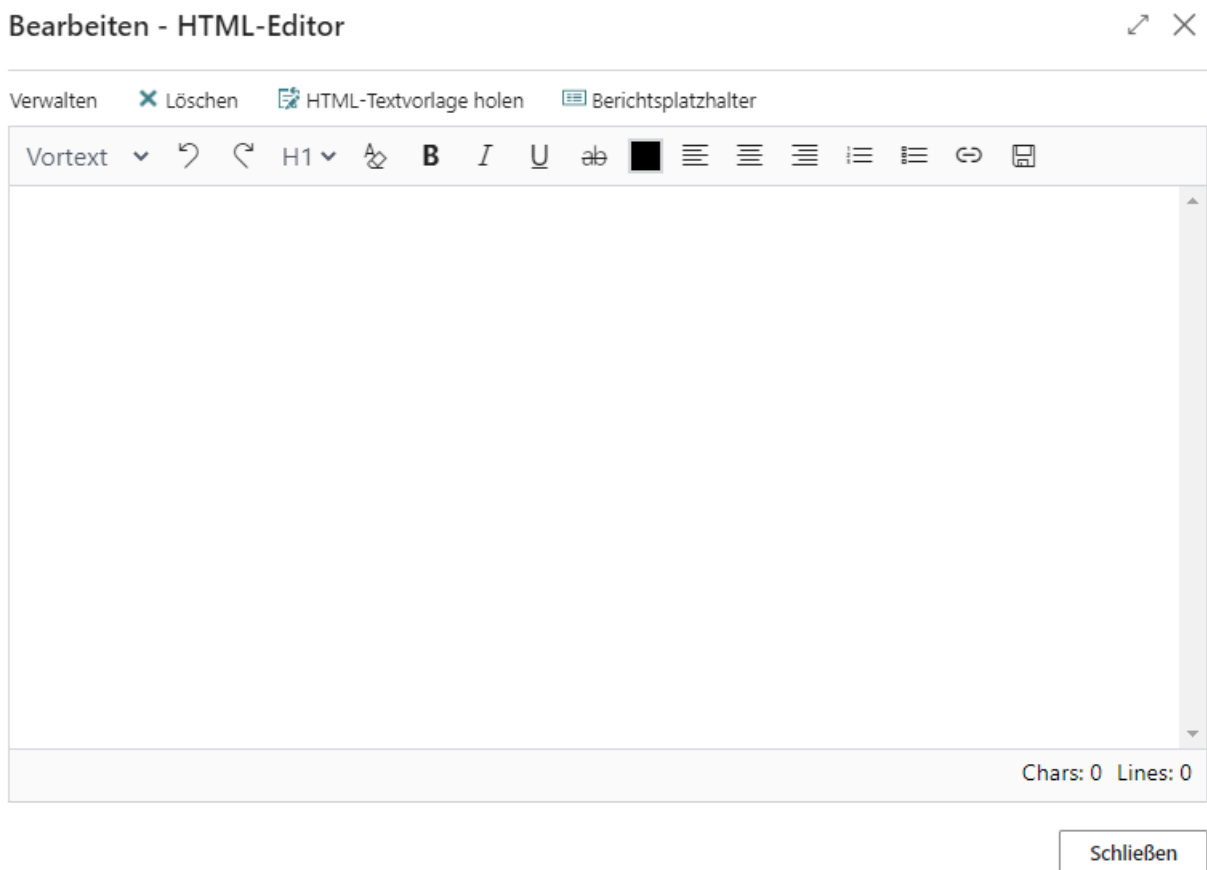 Bearbeiten - HTML-Editor
Verwalten Löschen HTML-Textvorlage holen Berichtsplatzhalter
Vortext H1 A B I U ab
Chars: 0 Lines: 0
Schließen